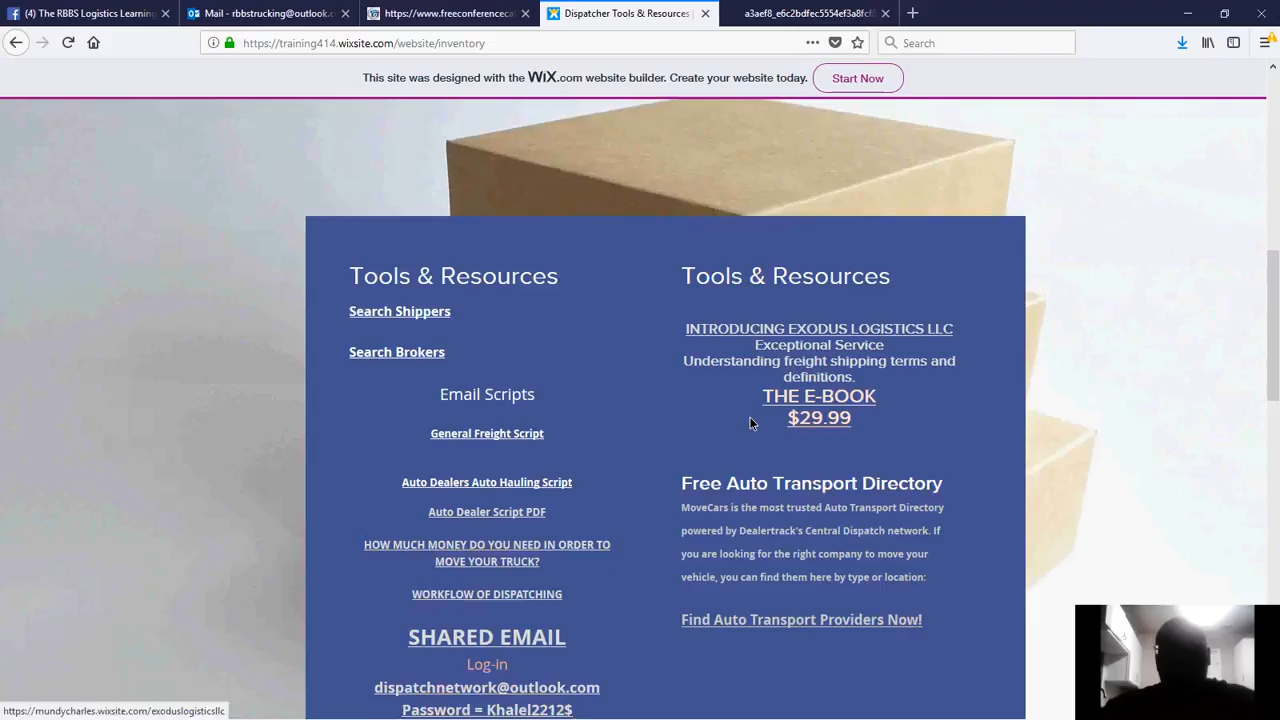 (4) The RBBS Logistics Learning
Mail - rbbstrucking@outlook.c
https://www.freeconferenceca
Dispatcher Tools & Resources |
a3aef8_e6c2bdfec5554ef3a8fcf
https://training414.wixsite.com/website/inventory
Search
This site was designed with the WiX.com website builder. Create your website today.
Start Now
Tools & Resources
Search Shippers
Search Brokers
Email Scripts
General Freight Script
Auto Dealers Auto Hauling Script
Auto Dealer Script PDF
HOW MUCH MONEY DO YOU NEED IN ORDER TO
MOVE YOUR TRUCK?
WORKFLOW OF DISPATCHING
SHARED EMAIL
Log-in
dispatchnetwork@outlook.com
Password = Khalel2212$
Tools & Resources
INTRODUCING EXODUS LOGISTICS LLC
Exceptional Service
Understanding freight shipping terms and
definitions.
THE E-BOOK
$29.99
Free Auto Transport Directory
MoveCars is the most trusted Auto Transport Directory
powered by Dealertrack's Central Dispatch network. If
you are looking for the right company to move your
vehicle, you can find them here by type or location:
Find Auto Transport Providers Now!
https://mundycharles.wixsite.com/exoduslogisticsllc